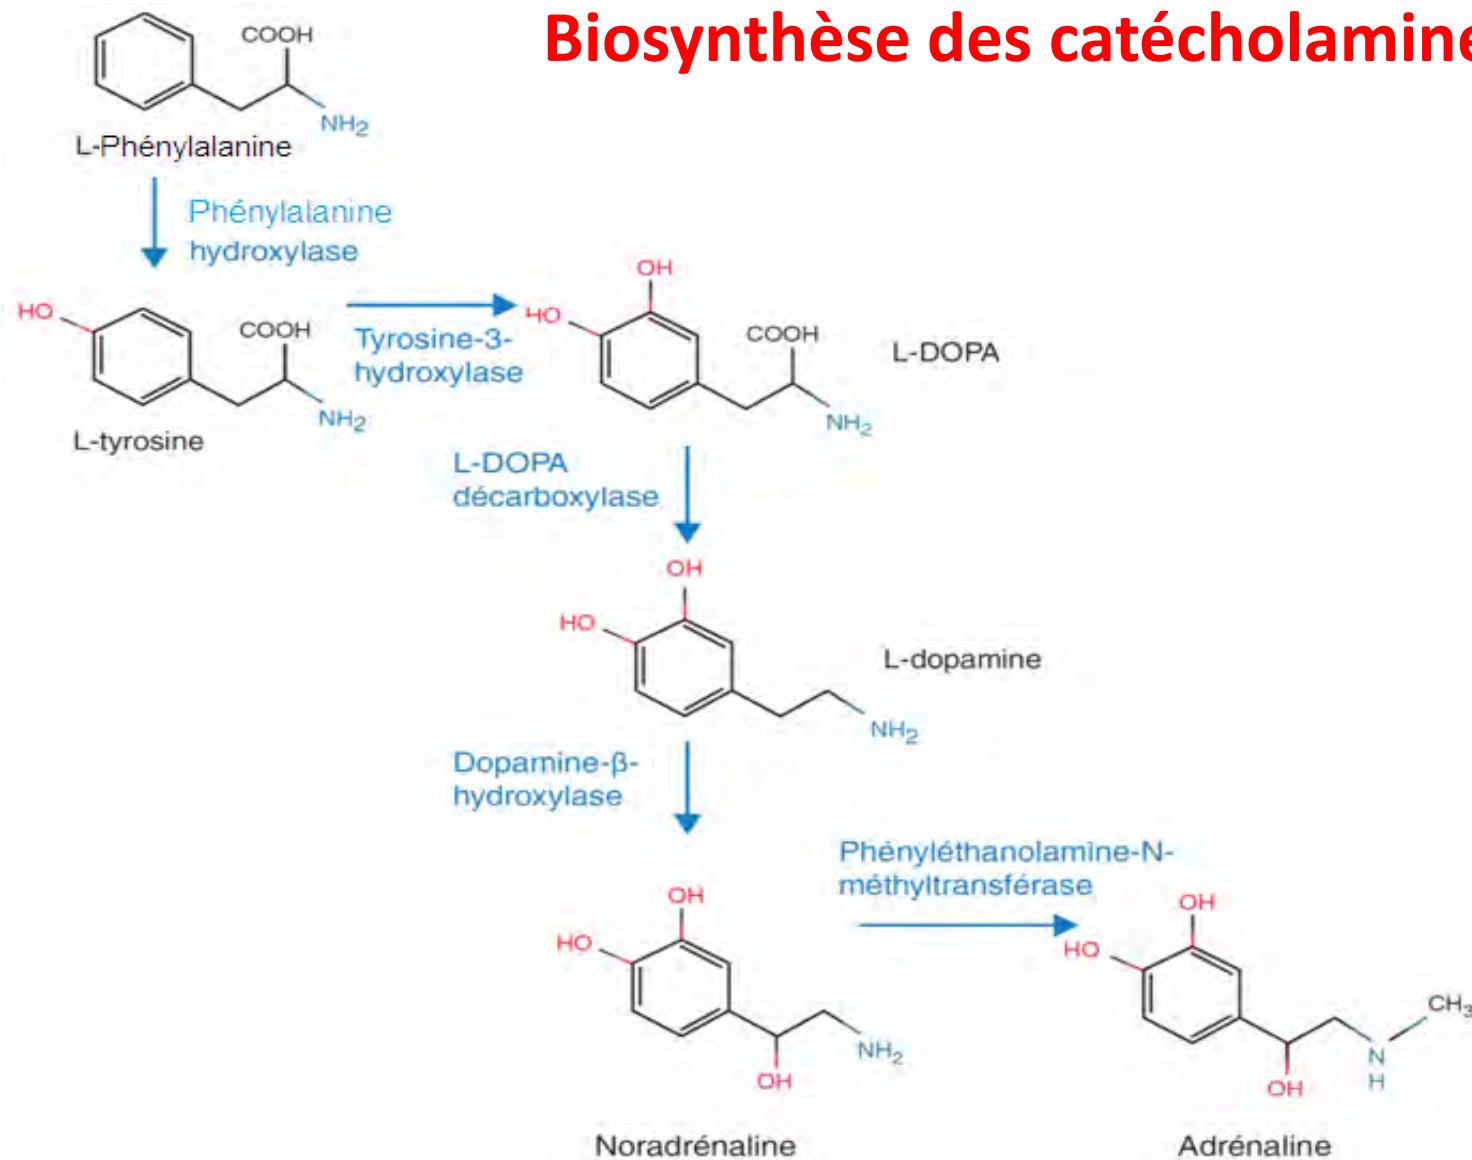 Biosynthèse des catécholamine
COOH
NH2
L-Phénylalanine
Phénylalanine
hydroxylase
HO
COOH
NH2
L-tyrosine
Tyrosine-3-
hydroxylase
OH
HO
COOH
NH2
L-DOPA
L-DOPA
décarboxylase
OH
HO
NH2
L-dopamine
Dopamine-β-
hydroxylase
OH
HO
NH2
OH
Noradrénaline
Phényléthanolamine-N-
méthyltransférase
OH
HO
CH3
N
H
OH
Adrénaline